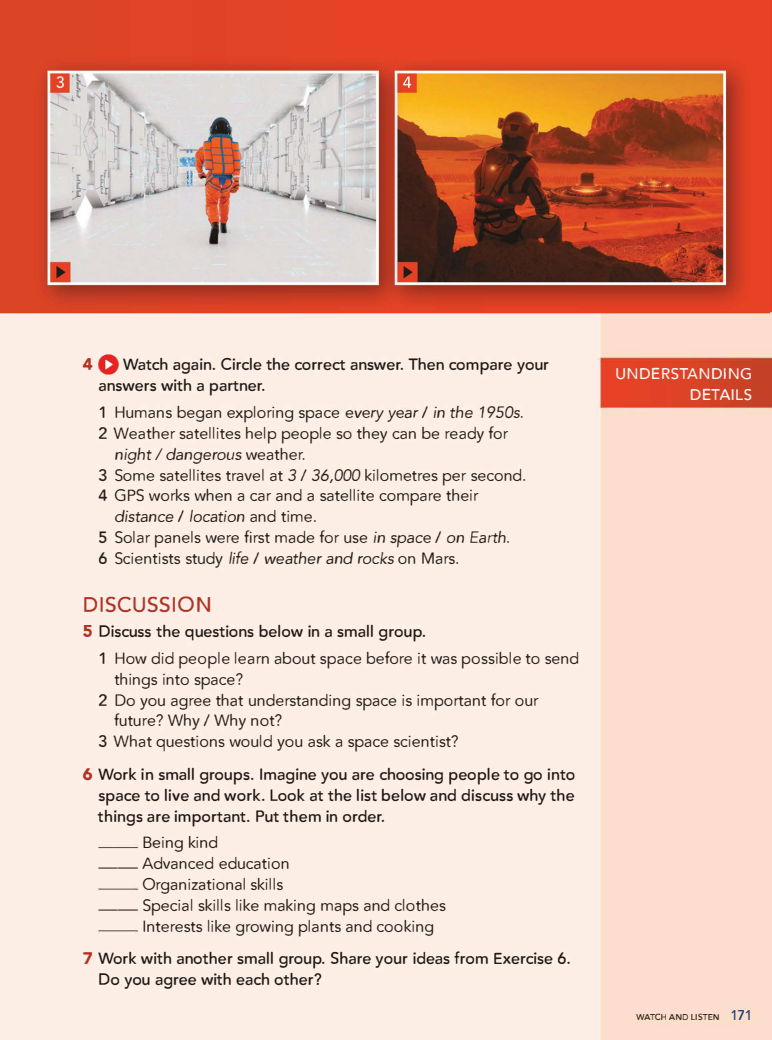 3
4
4 Watch again. Circle the correct answer. Then compare your
answers with a partner.
UNDERSTANDING
DETAILS
1 Humans began exploring space every year / in the 1950s.
2 Weather satellites help people so they can be ready for
night / dangerous weather.
3 Some satellites travel at 3 / 36,000 kilometres per second.
4 GPS works when a car and a satellite compare their
distance / location and time.
5 Solar panels were first made for use in space / on Earth.
6 Scientists study life / weather and rocks on Mars.
DISCUSSION
5 Discuss the questions below in a small group.
1 How did people learn about space before it was possible to send
things into space?
2 Do you agree that understanding space is important for our
future? Why / Why not?
3 What questions would you ask a space scientist?
6 Work in small groups. Imagine you are choosing people to go into
space to live and work. Look at the list below and discuss why the
things are important. Put them in order.
_____ Being kind
_____ Advanced education
_____ Organizational skills
_____ Special skills like making maps and clothes
_____ Interests like growing plants and cooking
7 Work with another small group. Share your ideas from Exercise 6.
Do you agree with each other?
WATCH AND LISTEN 171